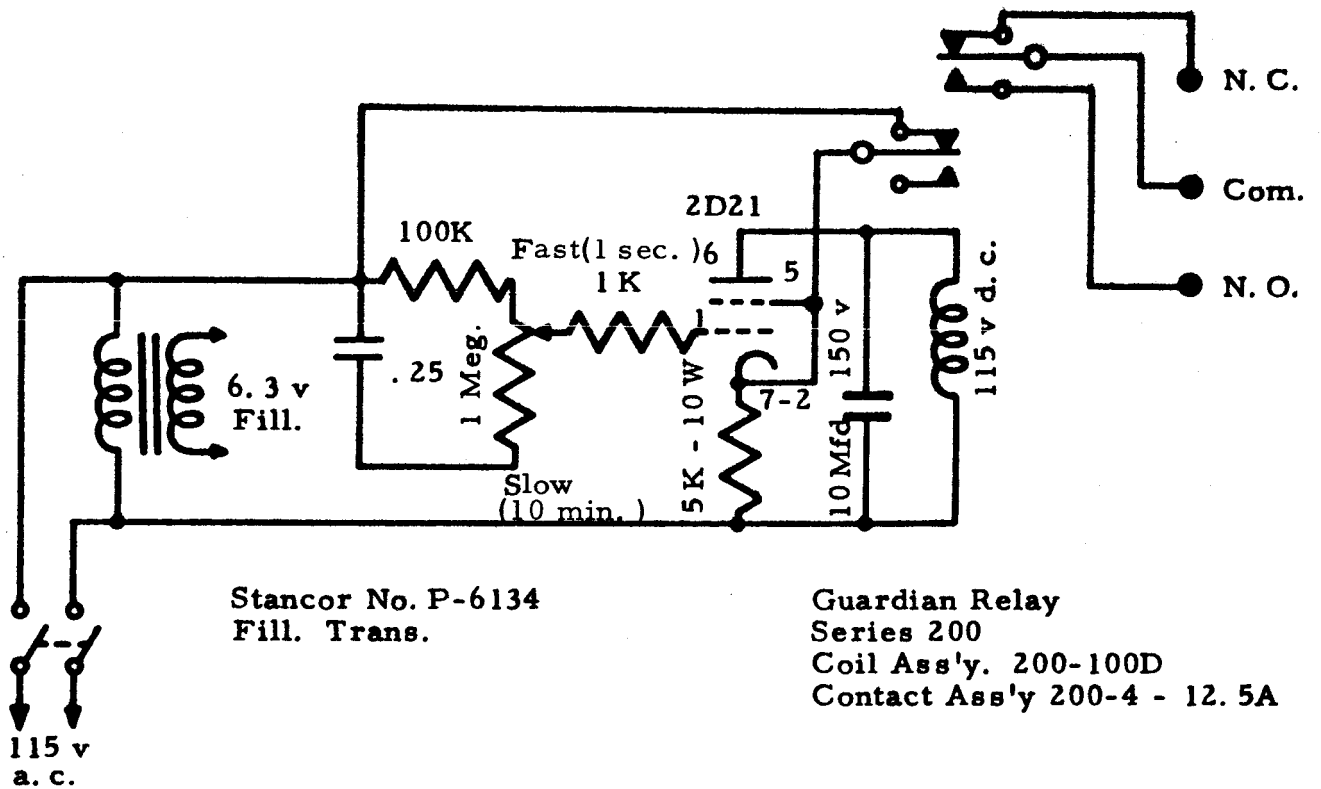 N. C.
Com.
N. O.
2D21
100K
Fast(1 sec. )
6
1 K
5
1
150 v
115 v d. c.
1 Meg.
. 25
6. 3 v
Fill.
7-2
5K - 10W
10 Mfd
Slow
(10 min. )
Stancor No. P-6134
Fill. Trans.
Guardian Relay
Series 200
Coil Ass'y. 200-100D
Contact Ass'y 200-4 - 12. 5A
115 v
a. c.